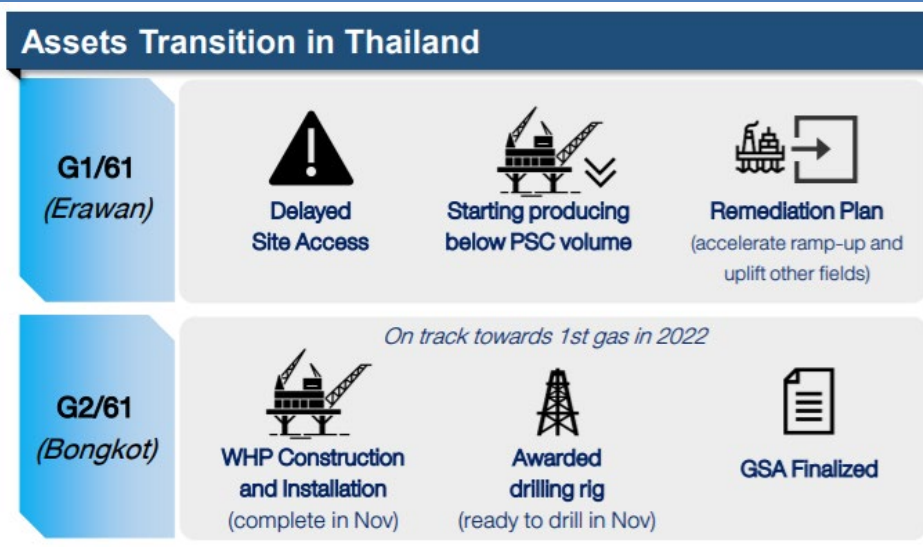 Assets Transition in Thailand
G1/61
(Erawan)
Delayed
Site Access
Starting producing
below PSC volume
Remediation Plan
(accelerate ramp-up and
uplift other fields)
G2/61
(Bongkot)
On track towards 1st gas in 2022
WHP Construction
and Installation
(complete in Nov)
Awarded
drilling rig
(ready to drill in Nov)
GSA Finalized